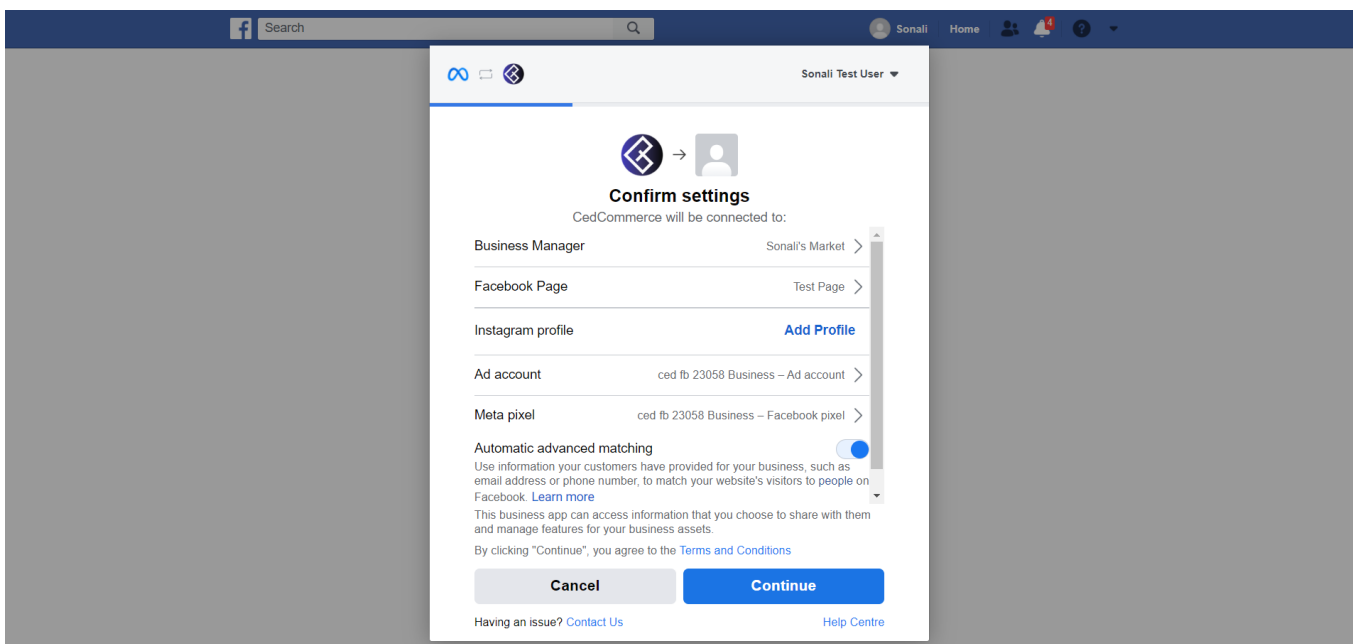 Search
Sonali Home 4 ?
Sonali Test User
Confirm settings
CedCommerce will be connected to:
Business Manager Sonali's Market
Facebook Page Test Page
Instagram profile Add Profile
Ad account ced fb 23058 Business – Ad account
Meta pixel ced fb 23058 Business – Facebook pixel
Automatic advanced matching
Use information your customers have provided for your business, such as
email address or phone number, to match your website's visitors to people on
Facebook. Learn more
This business app can access information that you choose to share with them
and manage features for your business assets.
By clicking "Continue", you agree to the Terms and Conditions
Cancel Continue
Having an issue? Contact Us Help Centre